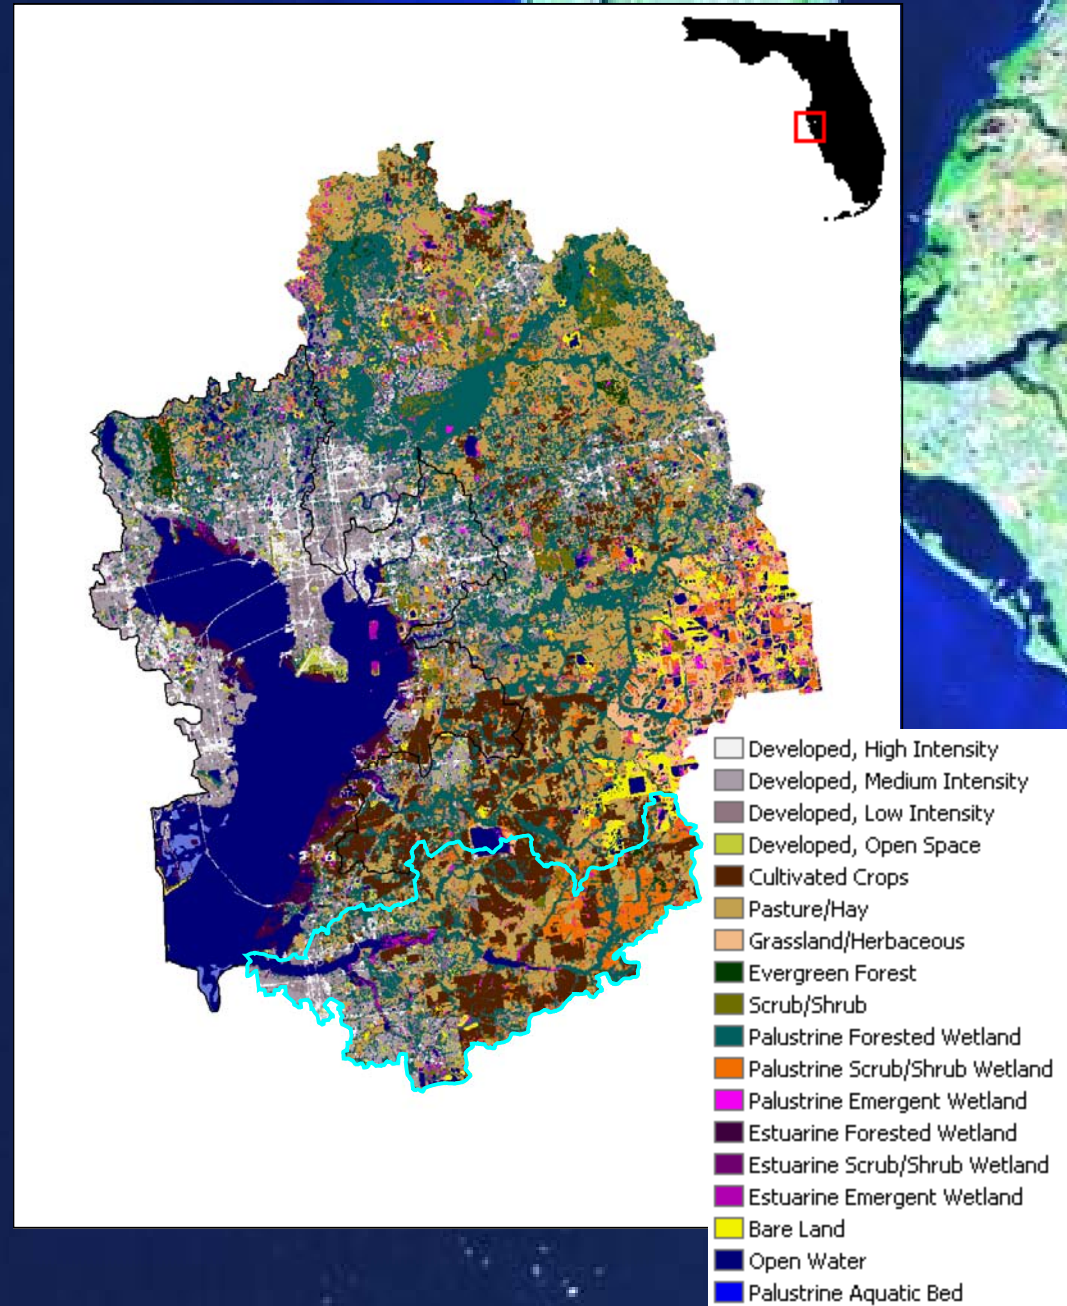 Developed, High Intensity
Developed, Medium Intensity
Developed, Low Intensity
Developed, Open Space
Cultivated Crops
Pasture/Hay
Grassland/Herbaceous
Evergreen Forest
Scrub/Shrub
Palustrine Forested Wetland
Palustrine Scrub/Shrub Wetland
Palustrine Emergent Wetland
Estuarine Forested Wetland
Estuarine Scrub/Shrub Wetland
Estuarine Emergent Wetland
Bare Land
Open Water
Palustrine Aquatic Bed